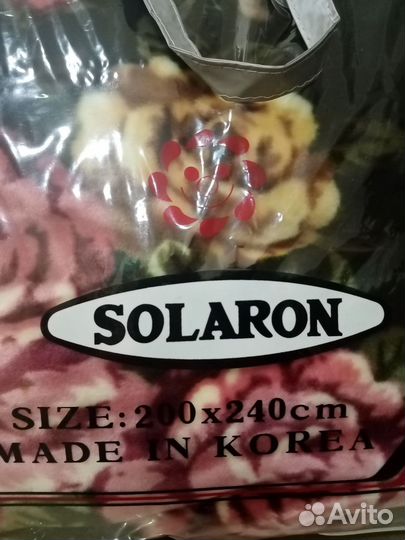 SOLARON
SIZE: 200x240cm
MADE IN KOREA
Avito